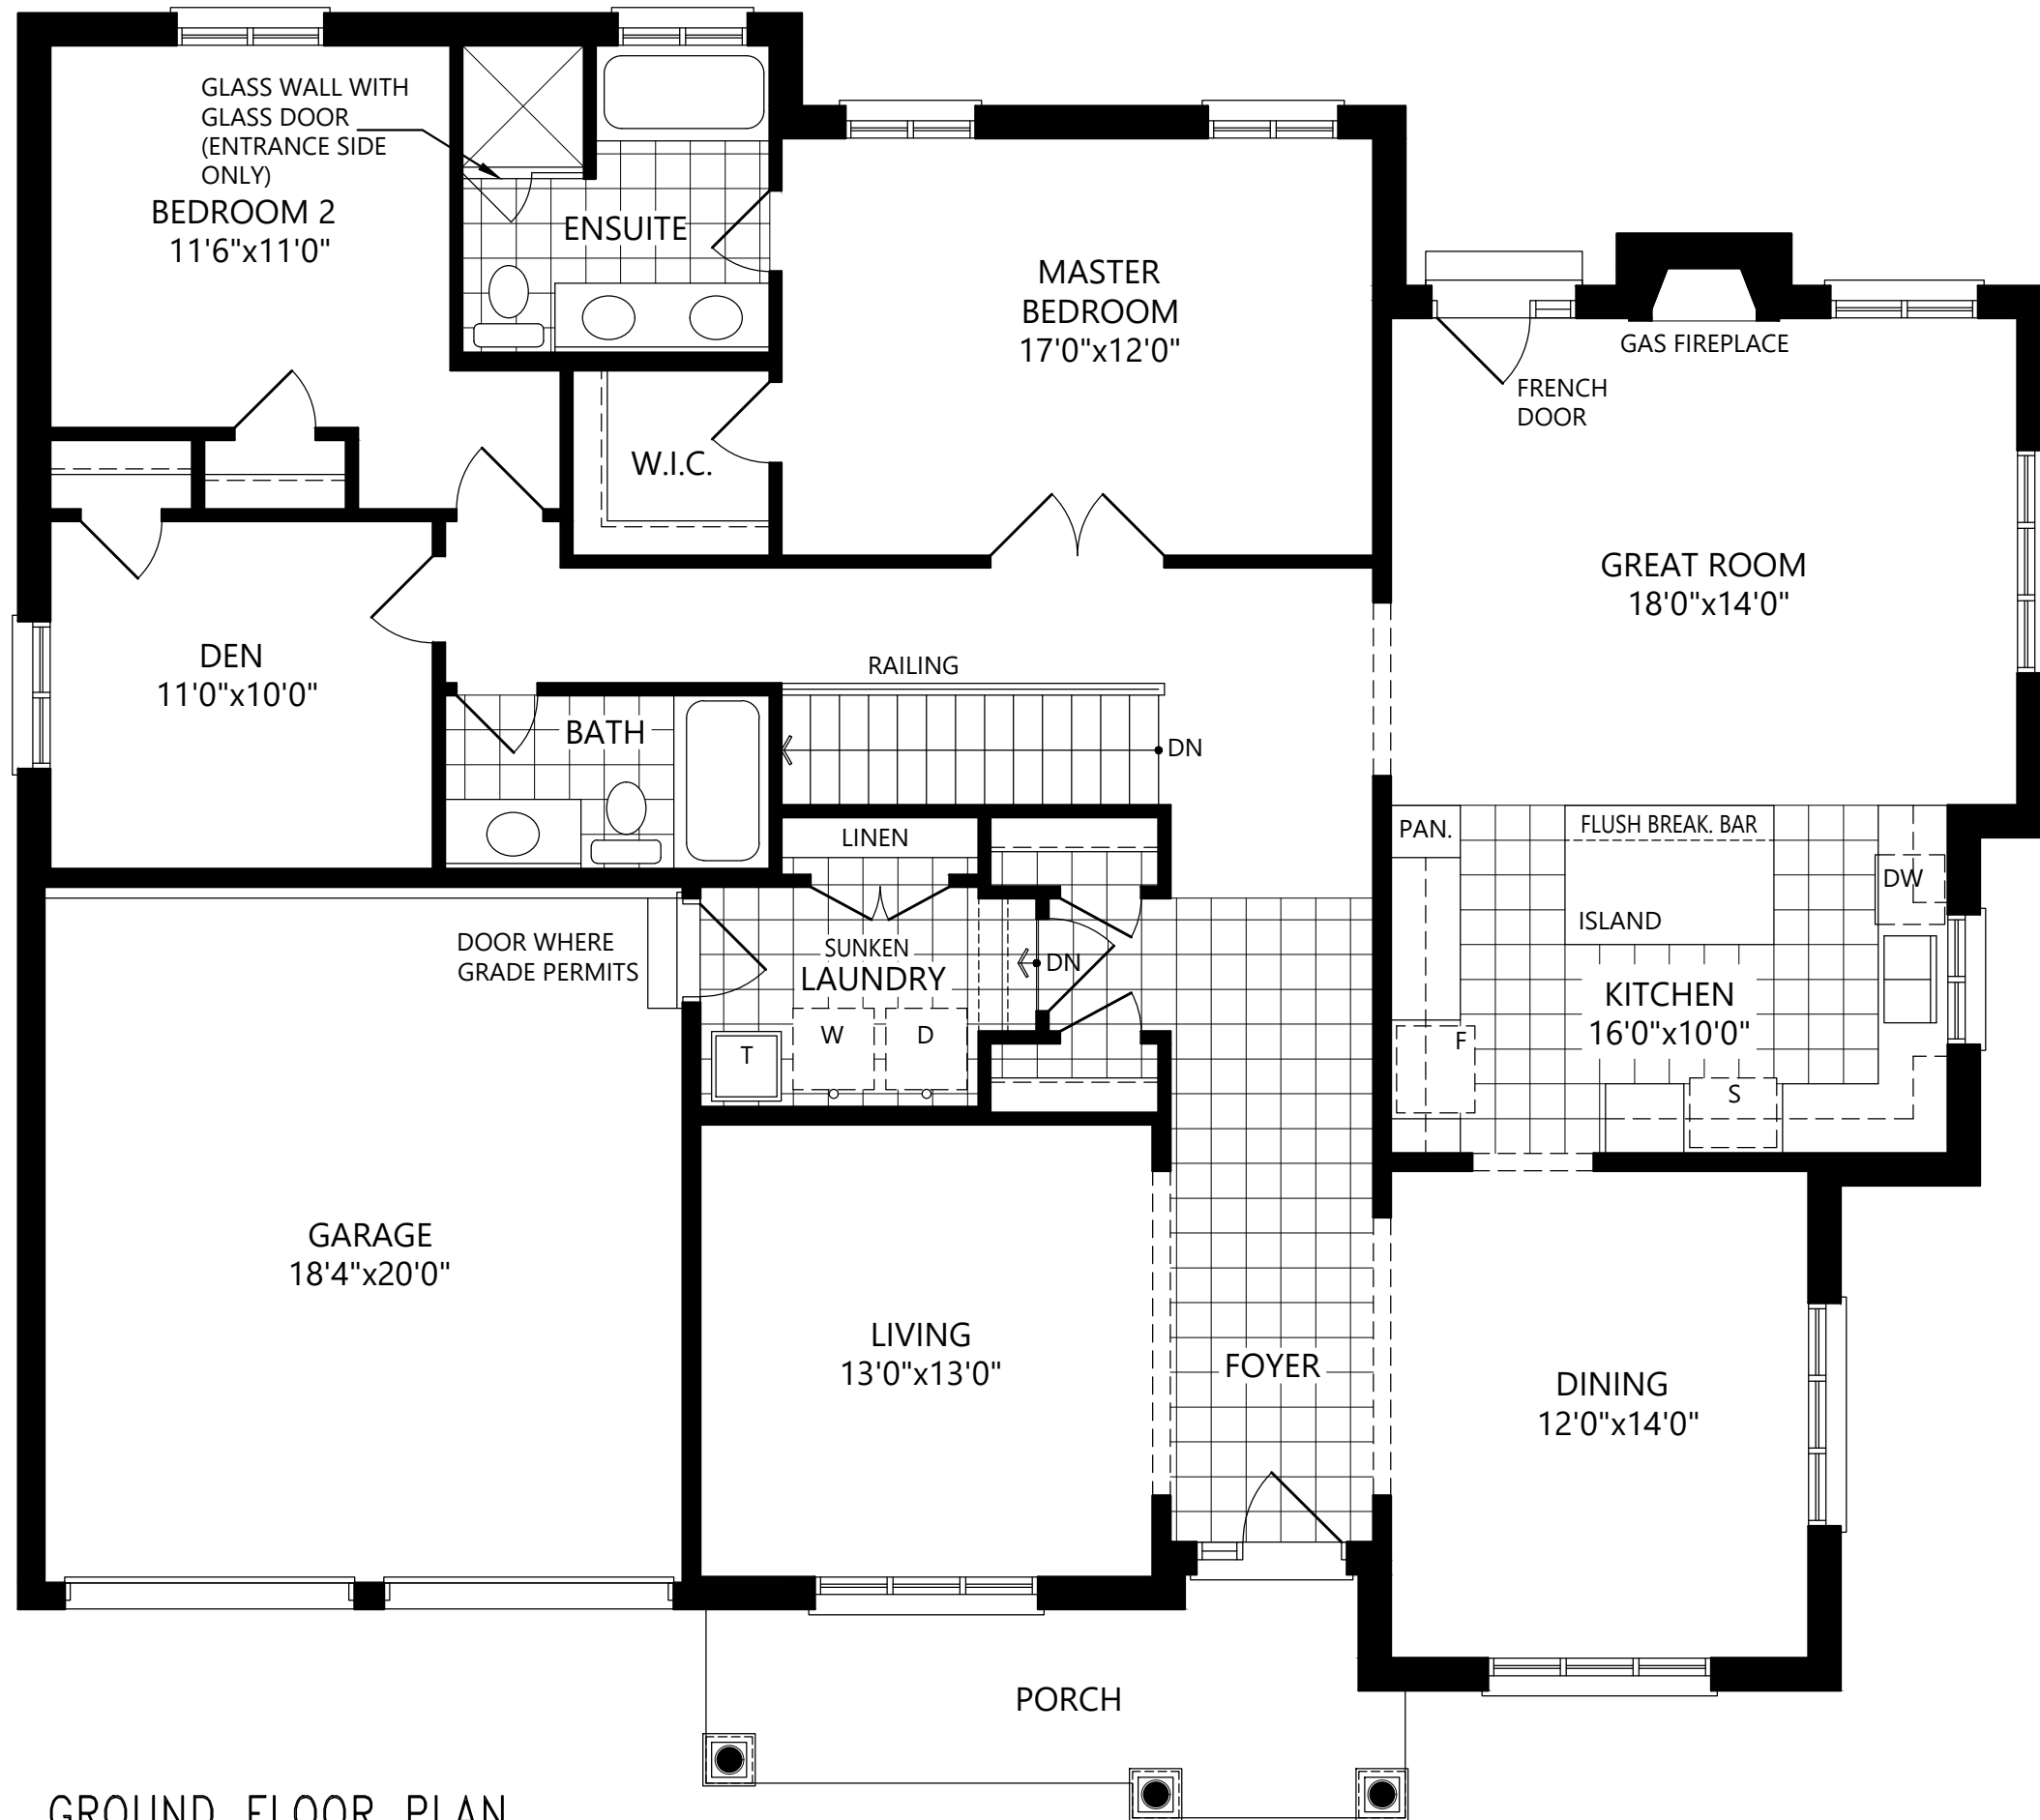 GLASS WALL WITH
GLASS DOOR
(ENTRANCE SIDE
ONLY)
BEDROOM 2
11'6"x11'0"
ENSUITE
MASTER
BEDROOM
17'0"x12'0"
GAS FIREPLACE
FRENCH
DOOR
W.I.C.
GREAT ROOM
18'0"x14'0"
DEN
11'0"x10'0"
RAILING
BATH
DN
LINEN
PAN.
FLUSH BREAK. BAR
DW
ISLAND
DOOR WHERE
GRADE PERMITS
SUNKEN
LAUNDRY
DN
KITCHEN
16'0"x10'0"
T
W
D
F
S
GARAGE
18'4"x20'0"
LIVING
13'0"x13'0"
FOYER
DINING
12'0"x14'0"
PORCH
GROUND FLOOR PLAN